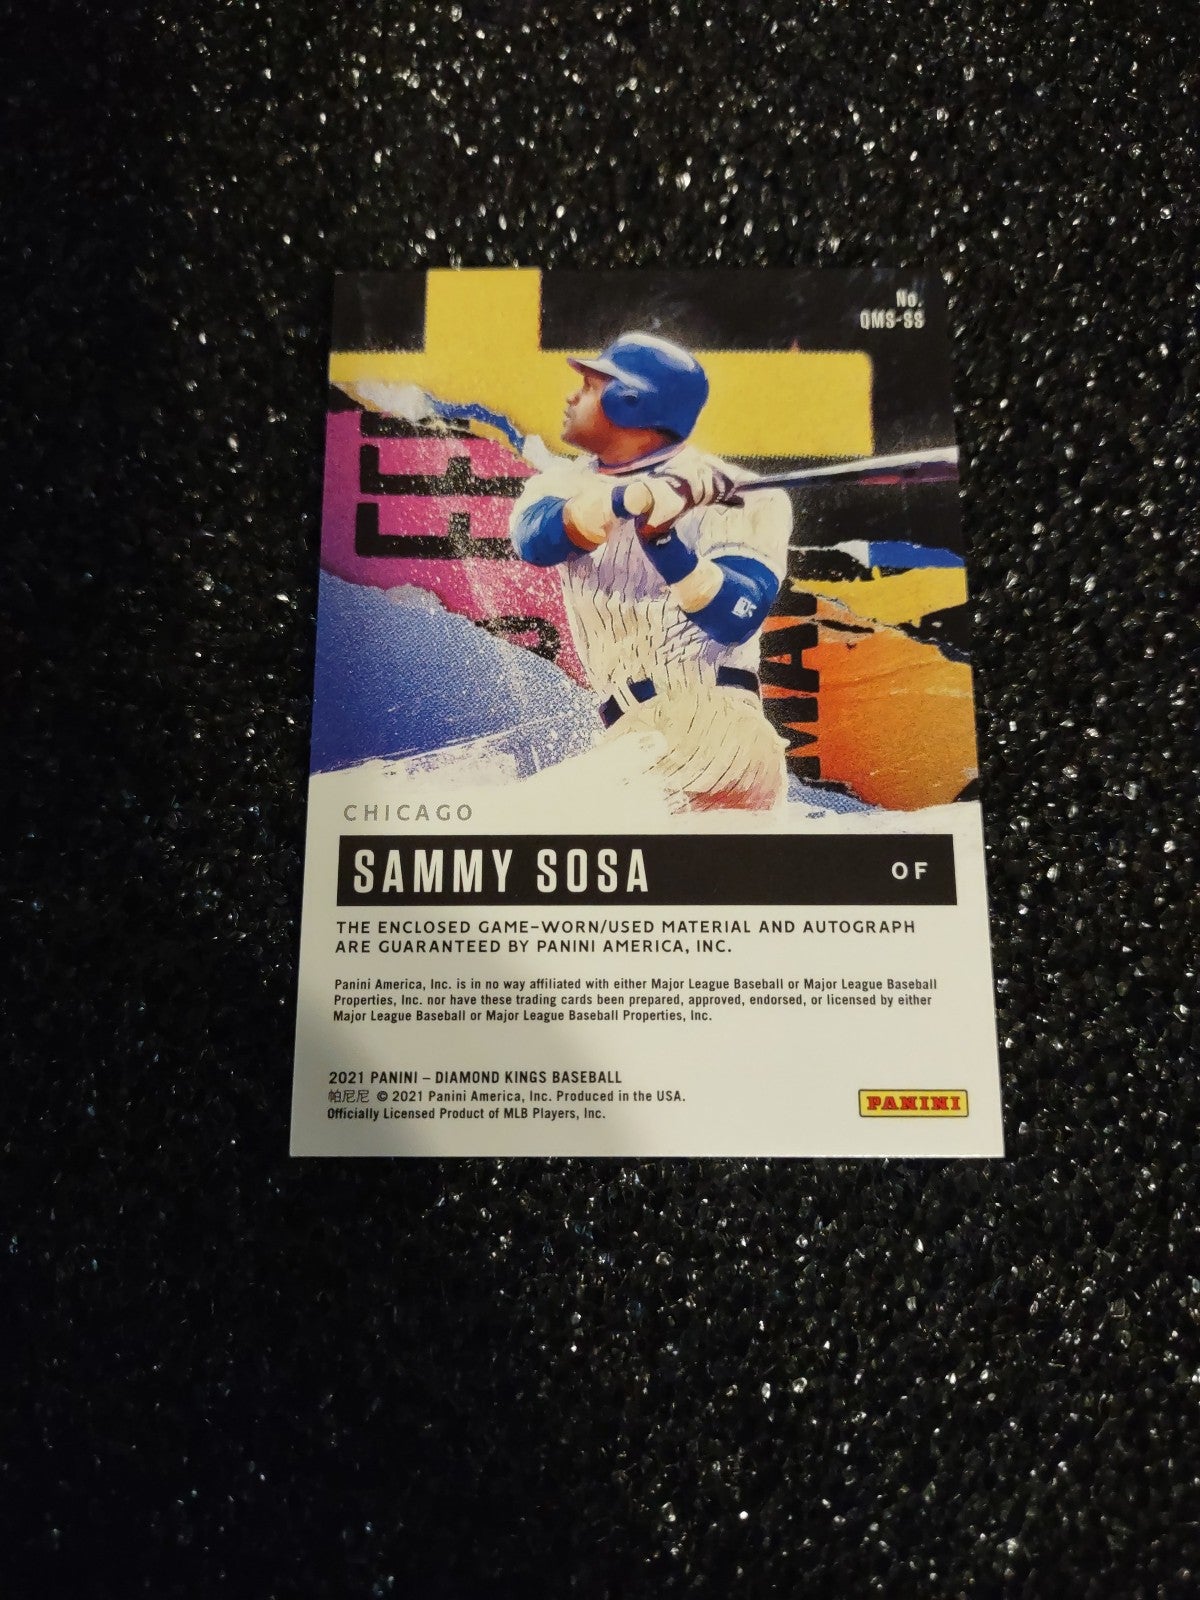 No.
QMS-SS
MAN
CHICAGO
SAMMY SOSA OF
THE ENCLOSED GAME-WORN/USED MATERIAL AND AUTOGRAPH
ARE GUARANTEED BY PANINI AMERICA, INC.
Panini America, Inc. is in no way affiliated with either Major League Baseball or Major League Baseball
Properties, Inc. nor have these trading cards been prepared, approved, endorsed, or licensed by either
Major League Baseball or Major League Baseball Properties, Inc.
2021 PANINI – DIAMOND KINGS BASEBALL
帕尼尼 © 2021 Panini America, Inc. Produced in the USA.
Officially Licensed Product of MLB Players, Inc.
PANINI